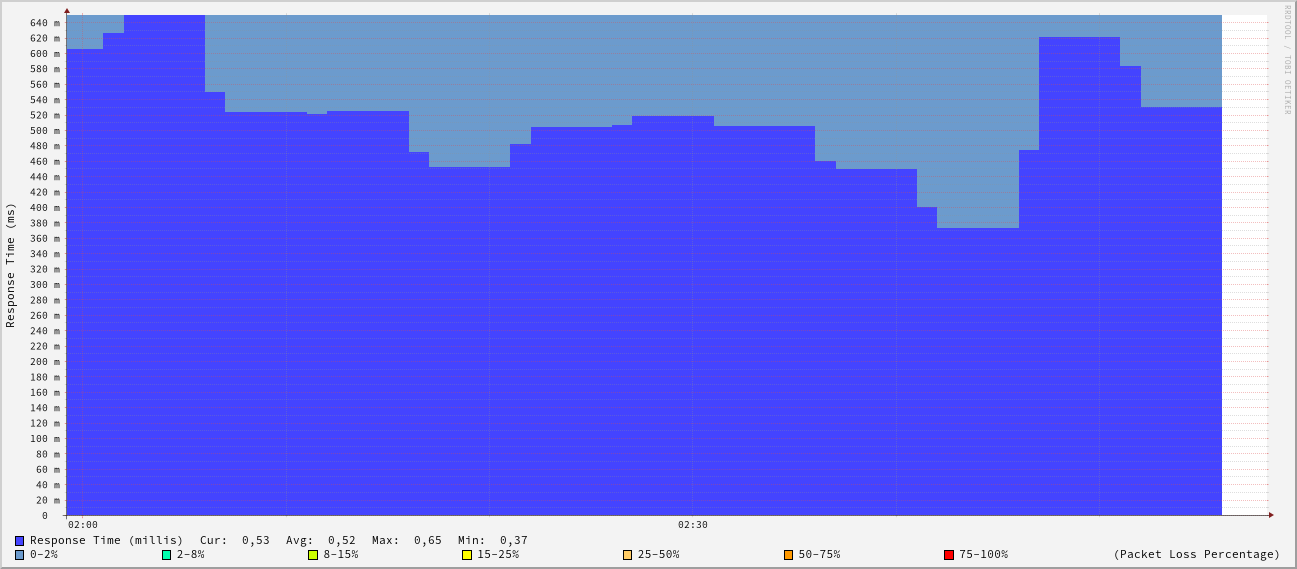 RRDTOOL / TOBI OETIKER
Response Time (ms)
640 m
620 m
600 m
580 m
560 m
540 m
520 m
500 m
480 m
460 m
440 m
420 m
400 m
380 m
360 m
340 m
320 m
300 m
280 m
260 m
240 m
220 m
200 m
180 m
160 m
140 m
120 m
100 m
80 m
60 m
40 m
20 m
0
02:00 02:30
Response Time (millis) Cur: 0,53 Avg: 0,52 Max: 0,65 Min: 0,37
0-2% 2-8% 8-15% 15-25% 25-50% 50-75% 75-100% (Packet Loss Percentage)